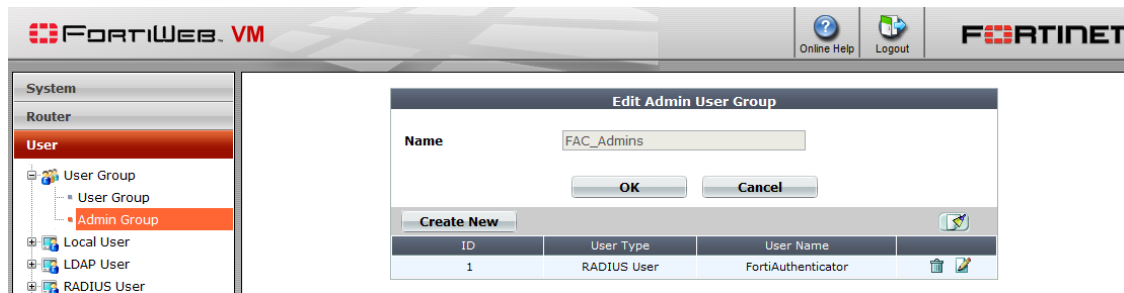 FORTIWEB VM
Online Help
Logout
FORTINET
System
Router
User
User Group
User Group
Admin Group
Local User
LDAP User
RADIUS User
Edit Admin User Group
Name FAC_Admins
OK Cancel
Create New
ID User Type User Name
1 RADIUS User FortiAuthenticator